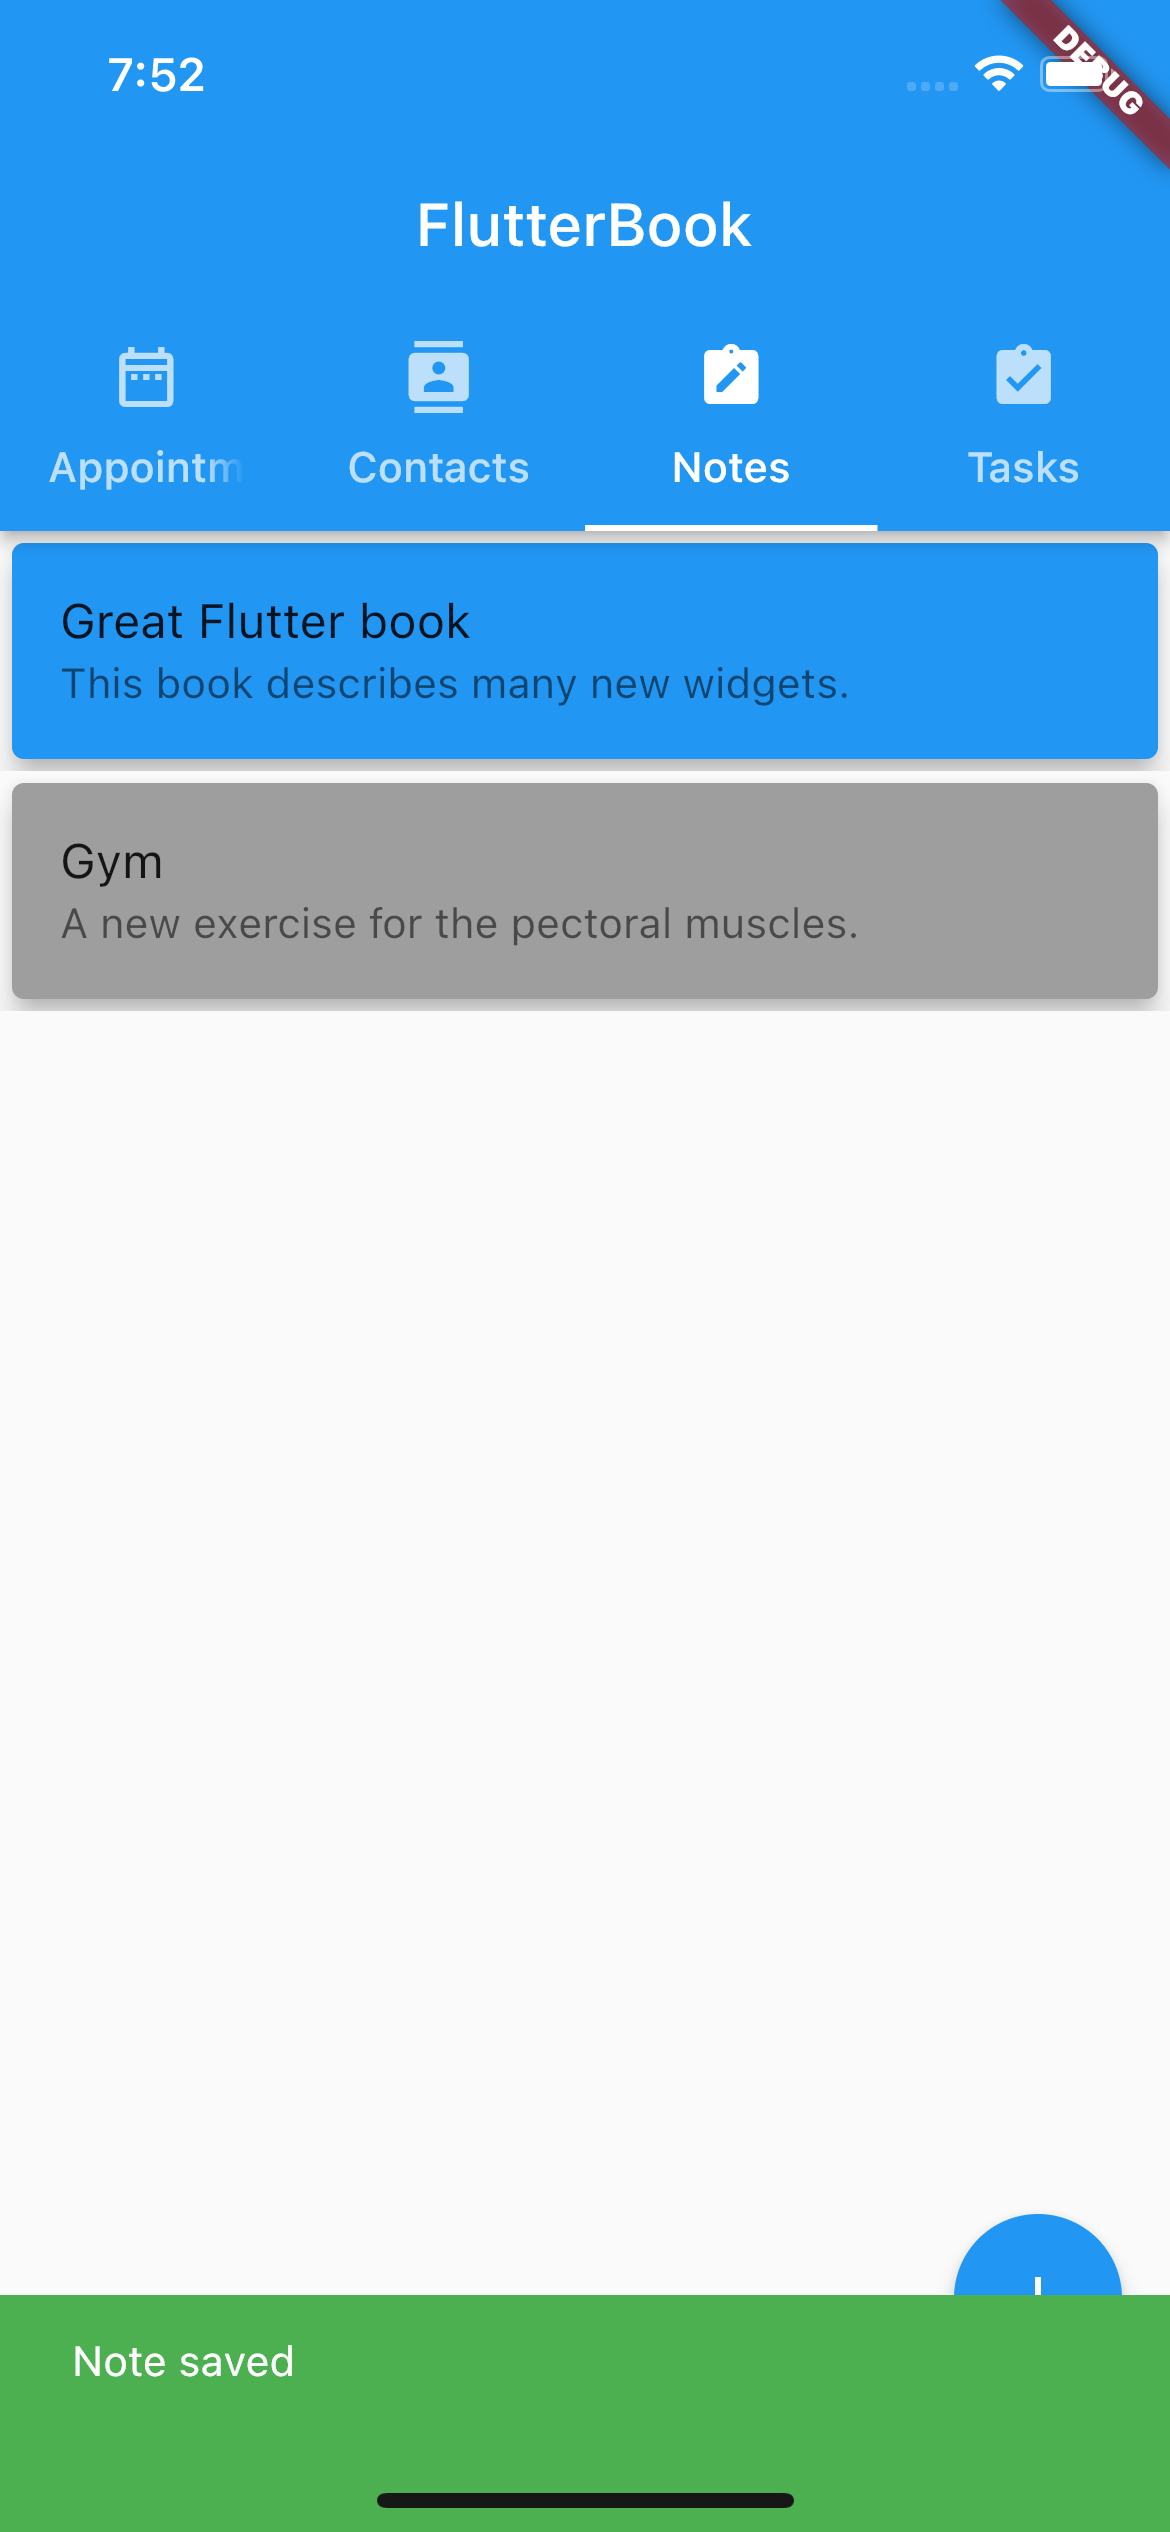 7:52
DEBUG
FlutterBook
Appointm
Contacts
Notes
Tasks
Great Flutter book
This book describes many new widgets.
Gym
A new exercise for the pectoral muscles.
Note saved